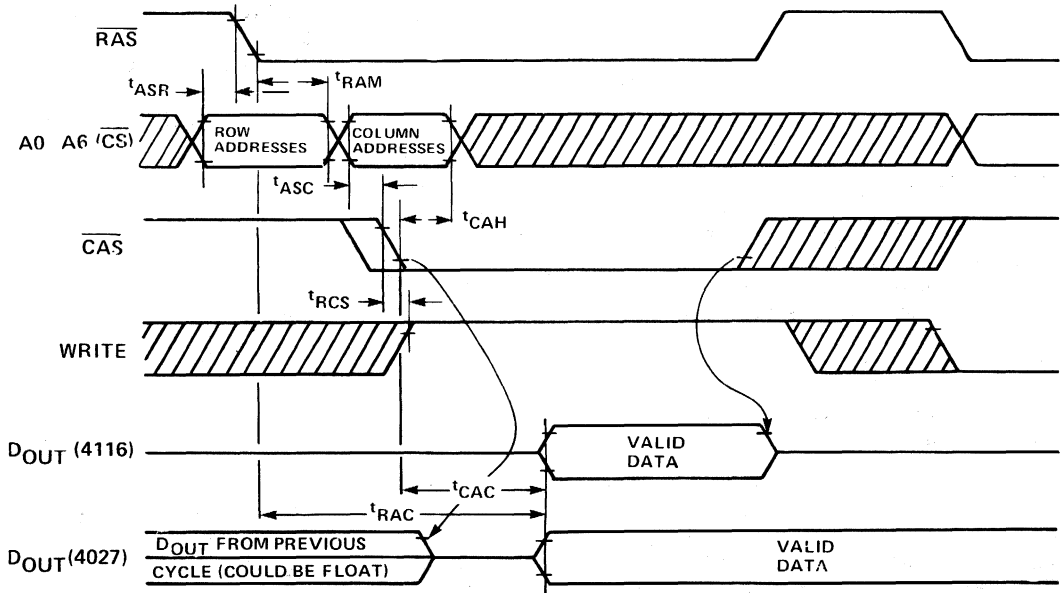 RAS
tASR
tRAM
A0 A6 (CS)
ROW
ADDRESSES
COLUMN
ADDRESSES
tASC
tCAH
CAS
tRCS
WRITE
DOUT (4116)
VALID
DATA
tCAC
tRAC
DOUT FROM PREVIOUS
CYCLE (COULD BE FLOAT)
DOUT(4027)
VALID
DATA